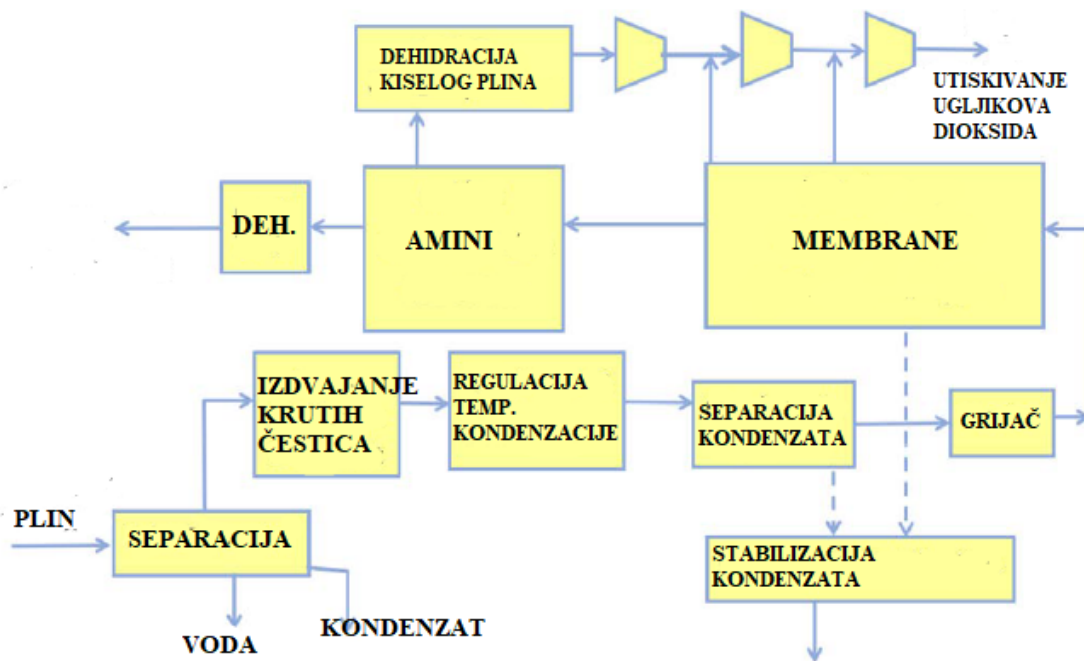 DEHIDRACIJA
KISELOG PLINA
UTISKIVANJE
UGLJIKOVA
DIOKSIDA
DEH.
AMINI
MEMBRANE
IZDVAJANJE
KRUTIH
ČESTICA
REGULACIJA
TEMP.
KONDENZACIJE
SEPARACIJA
KONDENZATA
GRIJAČ
PLIN
SEPARACIJA
STABILIZACIJA
KONDENZATA
VODA
KONDENZAT